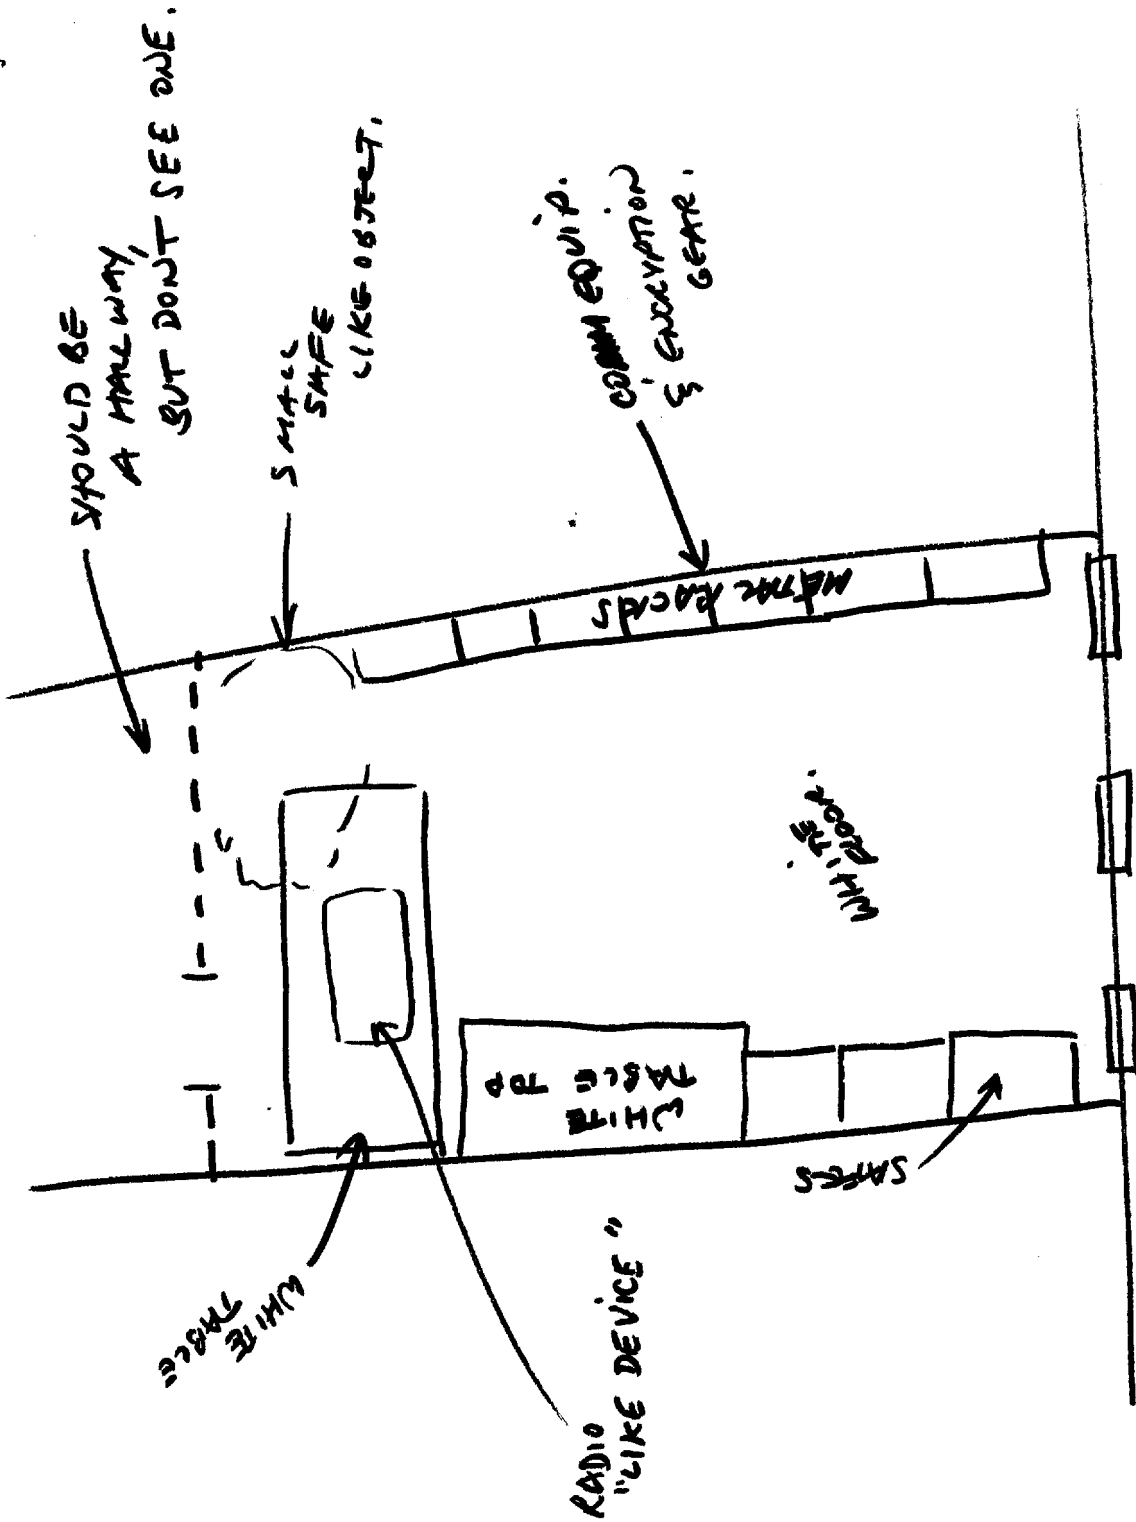 SHOULD BE
A HALLWAY,
BUT DON'T SEE ONE.
SMALL
SAFE
LIKE OBJECT.
COMM EQUIP.
& ENCRYPTION
GEAR.
METAL RACKS
WHITE
FLOOR.
WHITE
TABLE TOP
SAFES
WHITE
TABLE
RADIO
"LIKE DEVICE"